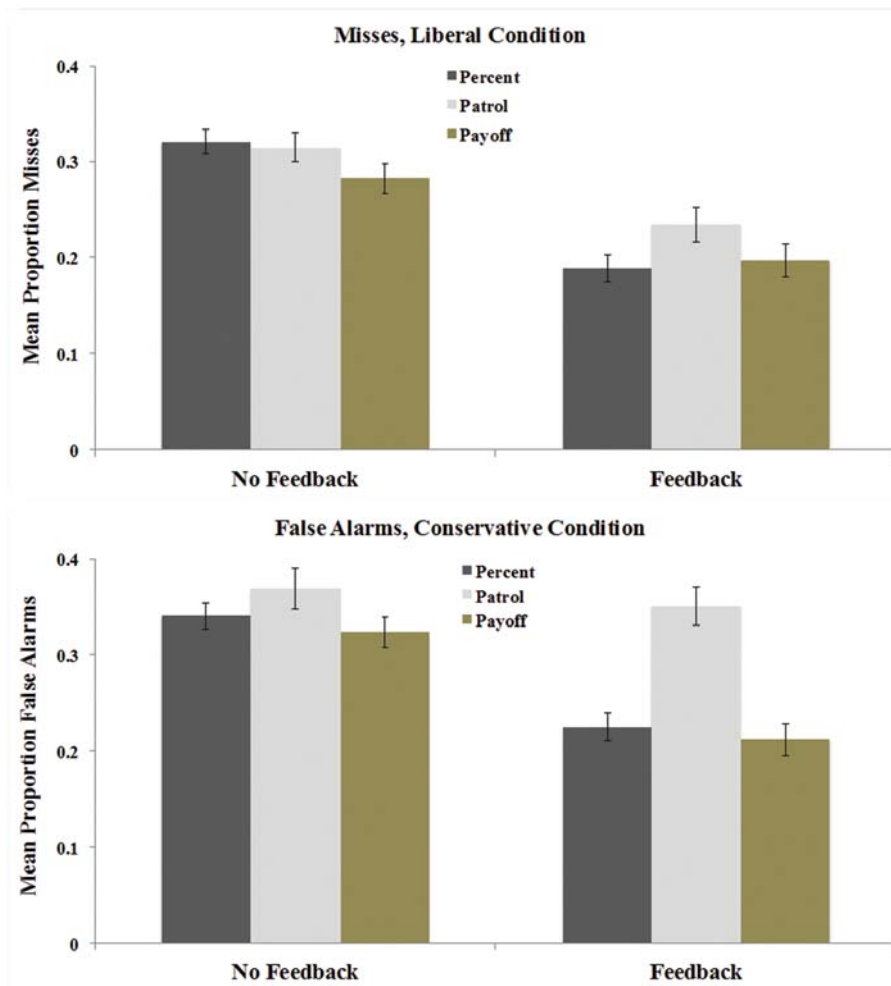 Misses, Liberal Condition
Mean Proportion Misses
0.4
0.3
0.2
0.1
0
Percent
Patrol
Payoff
No Feedback Feedback
False Alarms, Conservative Condition
Mean Proportion False Alarms
0.4
0.3
0.2
0.1
0
Percent
Patrol
Payoff
No Feedback Feedback